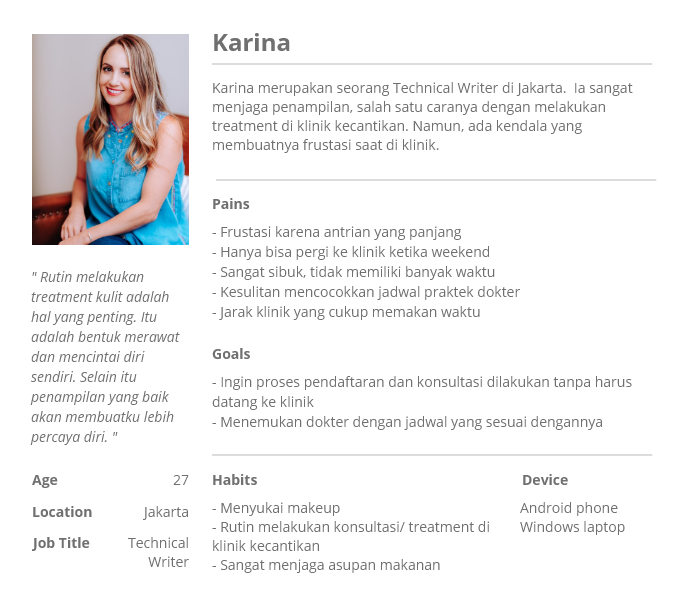 Karina
Karina merupakan seorang Technical Writer di Jakarta.  Ia sangat
menjaga penampilan, salah satu caranya dengan melakukan
treatment di klinik kecantikan. Namun, ada kendala yang
membuatnya frustasi saat di klinik.
Pains
- Frustasi karena antrian yang panjang
- Hanya bisa pergi ke klinik ketika weekend
- Sangat sibuk, tidak memiliki banyak waktu
- Kesulitan mencocokkan jadwal praktek dokter
- Jarak klinik yang cukup memakan waktu
Goals
- Ingin proses pendaftaran dan konsultasi dilakukan tanpa harus
datang ke klinik
- Menemukan dokter dengan jadwal yang sesuai dengannya
" Rutin melakukan
treatment kulit adalah
hal yang penting. Itu
adalah bentuk merawat
dan mencintai diri
sendiri. Selain itu
penampilan yang baik
akan membuatku lebih
percaya diri. "
Age 27
Location Jakarta
Job Title Technical
Writer
Habits
- Menyukai makeup
- Rutin melakukan konsultasi/ treatment di
klinik kecantikan
- Sangat menjaga asupan makanan
Device
Android phone
Windows laptop